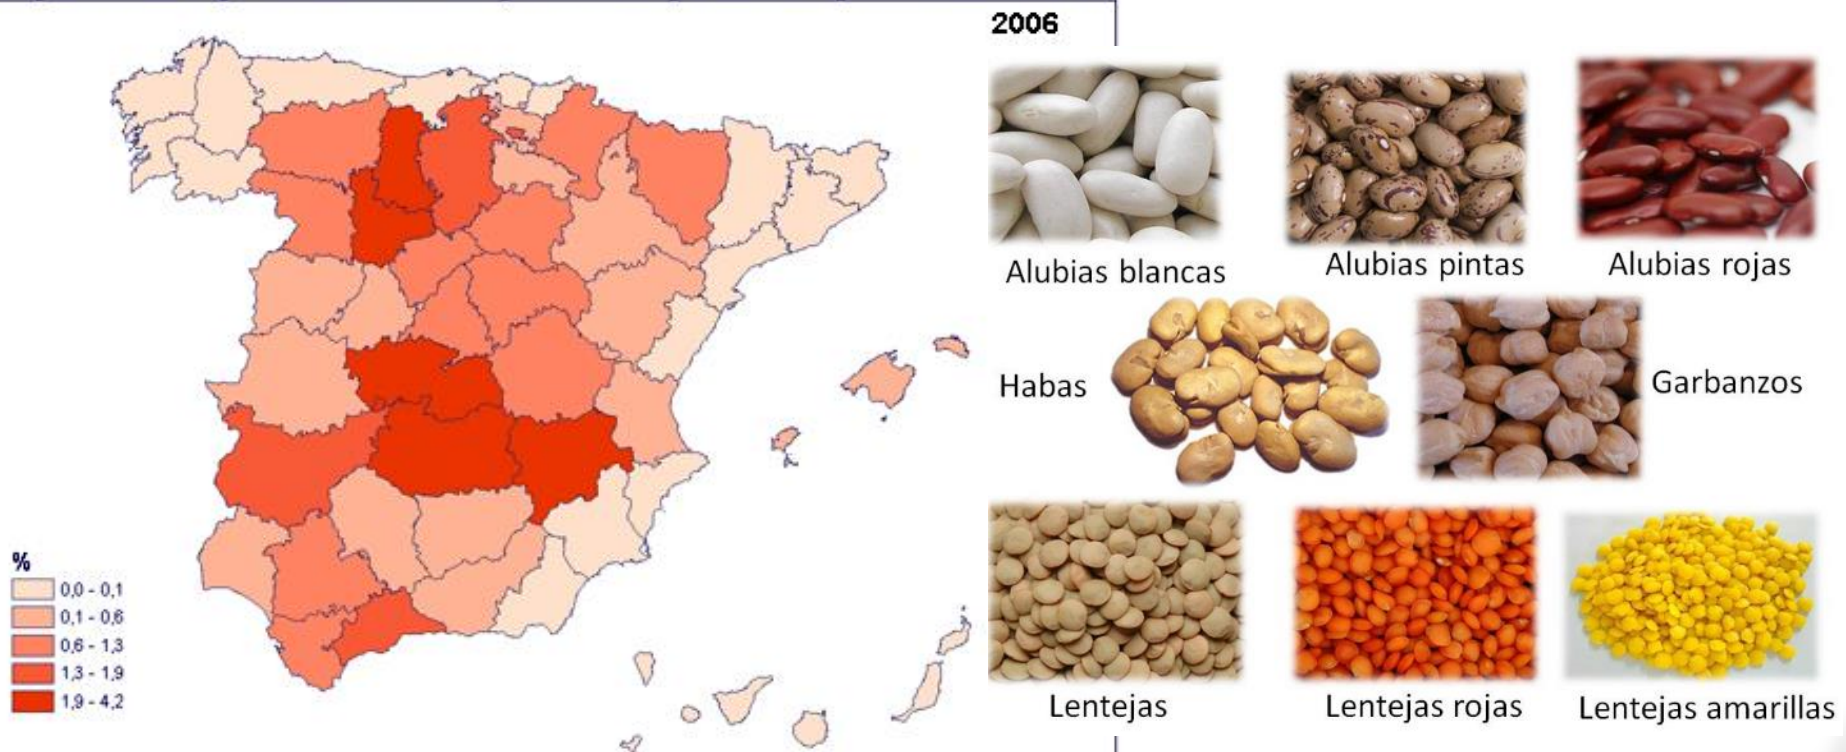 2006
Alubias blancas
Alubias pintas
Alubias rojas
Habas
Garbanzos
Lentejas
Lentejas rojas
Lentejas amarillas
%
0,0 - 0,1
0,1 - 0,6
0,6 - 1,3
1,3 - 1,9
1,9 - 4,2